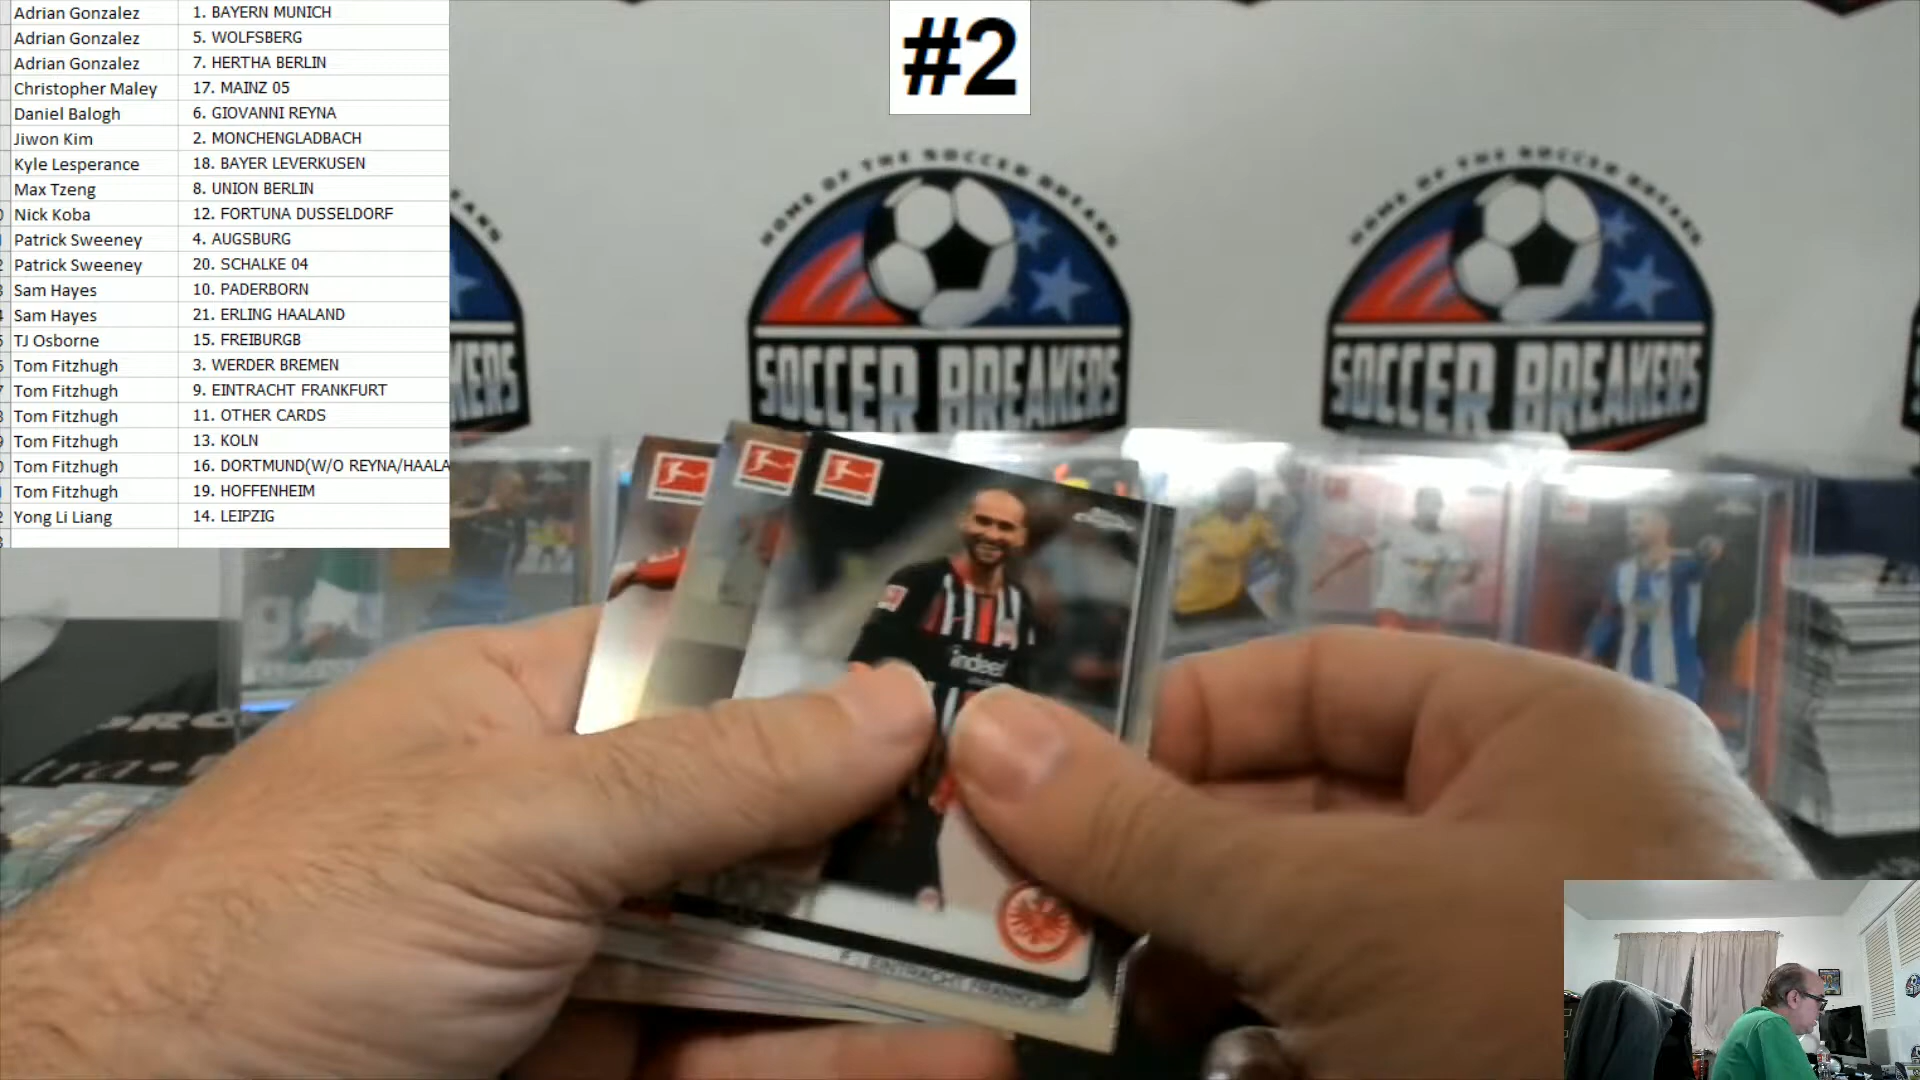 Adrian Gonzalez 1. BAYERN MUNICH
Adrian Gonzalez 5. WOLFSBERG
Adrian Gonzalez 7. HERTHA BERLIN
Christopher Maley 17. MAINZ 05
Daniel Balogh 6. GIOVANNI REYNA
Jiwon Kim 2. MONCHENGLADBACH
Kyle Lesperance 18. BAYER LEVERKUSEN
Max Tzeng 8. UNION BERLIN
Nick Koba 12. FORTUNA DUSSELDORF
Patrick Sweeney 4. AUGSBURG
Patrick Sweeney 20. SCHALKE 04
Sam Hayes 10. PADERBORN
Sam Hayes 21. ERLING HAALAND
TJ Osborne 15. FREIBURGB
Tom Fitzhugh 3. WERDER BREMEN
Tom Fitzhugh 9. EINTRACHT FRANKFURT
Tom Fitzhugh 11. OTHER CARDS
Tom Fitzhugh 13. KOLN
Tom Fitzhugh 16. DORTMUND(W/O REYNA/HAALA
Tom Fitzhugh 19. HOFFENHEIM
Yong Li Liang 14. LEIPZIG
#2
HOME OF THE SOCCER BREAKS
SOCCER BREAKERS
HOME OF THE SOCCER BREAKS
SOCCER BREAKERS
indeed
EINTRACHT FRANKFURT